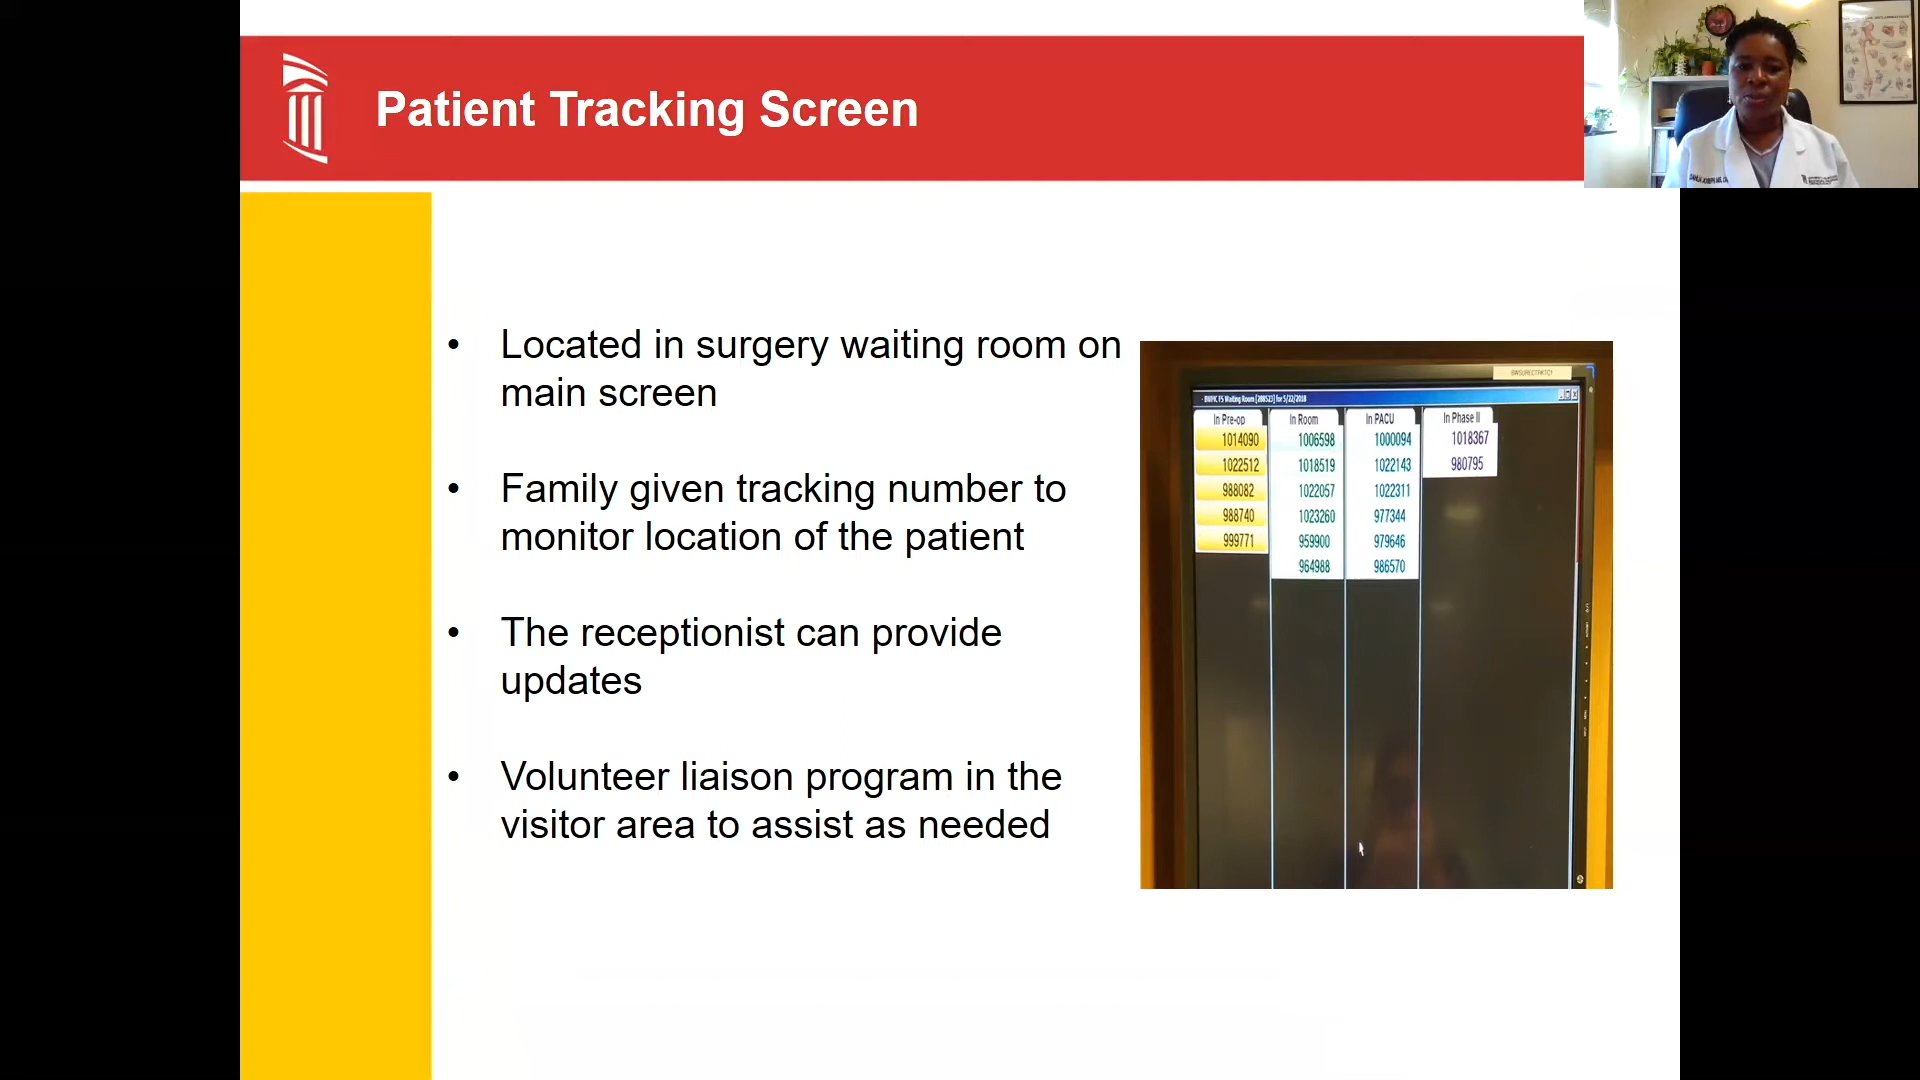 Patient Tracking Screen
• Located in surgery waiting room on
main screen
• Family given tracking number to
monitor location of the patient
• The receptionist can provide
updates
• Volunteer liaison program in the
visitor area to assist as needed
In Pre-op
1014090
1022512
988082
988740
999771
In Room
1006598
1018519
1022057
1023260
959900
964988
In PACU
1000094
1022143
1022311
977344
979646
986570
In Phase II
1018367
980795